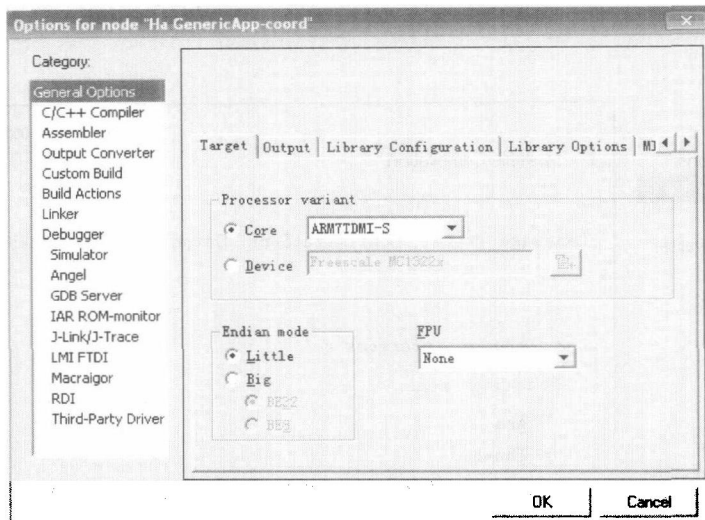 Options for node "Ha GenericApp-coord"
Category:
General Options
C/C++ Compiler
Assembler
Output Converter
Custom Build
Build Actions
Linker
Debugger
Simulator
Angel
GDB Server
IAR ROM-monitor
J-Link/J-Trace
LMI FTDI
Macraigor
RDI
Third-Party Driver
Target Output Library Configuration Library Options MI
Processor variant
Core ARM7TDMI-S
Device Freescale MC1322x
Endian mode
Little
Big
BE32
BE8
FPU
None
OK Cancel